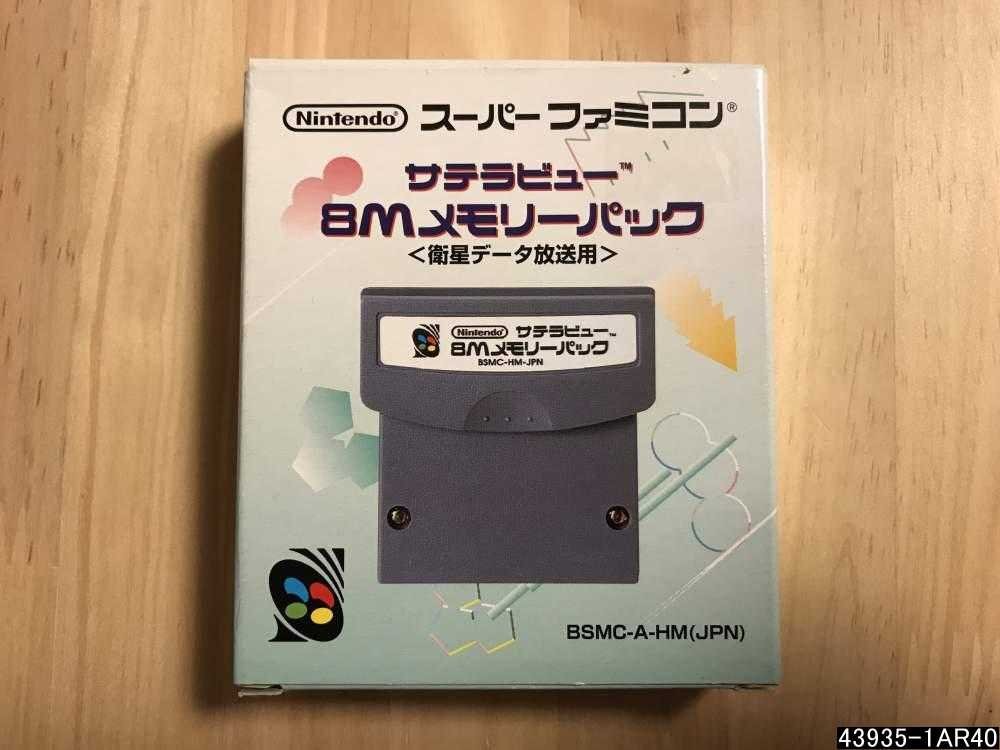 Nintendo® スーパーファミコン®
サテラビュー™
8Mメモリーパック
＜衛星データ放送用＞
Nintendo® サテラビュー™
8Mメモリーパック
BSMC-HM-JPN
BSMC-A-HM(JPN)
43935-1AR40